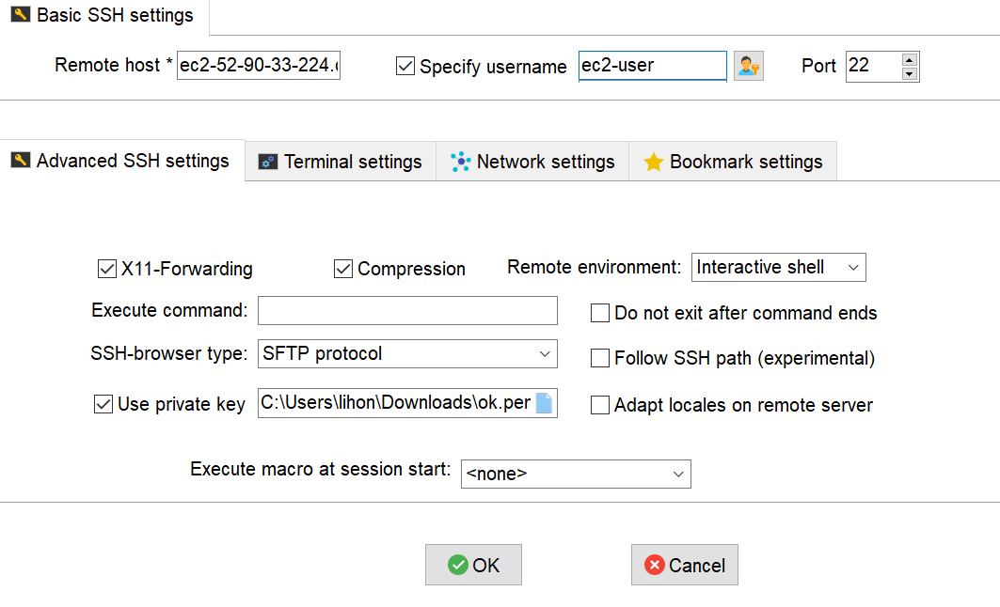 Basic SSH settings
Remote host * ec2-52-90-33-224. Specify username ec2-user Port 22
Advanced SSH settings Terminal settings Network settings Bookmark settings
X11-Forwarding Compression Remote environment: Interactive shell
Execute command: Do not exit after command ends
SSH-browser type: SFTP protocol Follow SSH path (experimental)
Use private key C:\Users\lihon\Downloads\ok.per Adapt locales on remote server
Execute macro at session start: <none>
OK Cancel